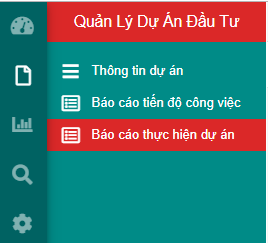 Quản Lý Dự Án Đầu Tư
Thông tin dự án
Báo cáo tiến độ công việc
Báo cáo thực hiện dự án